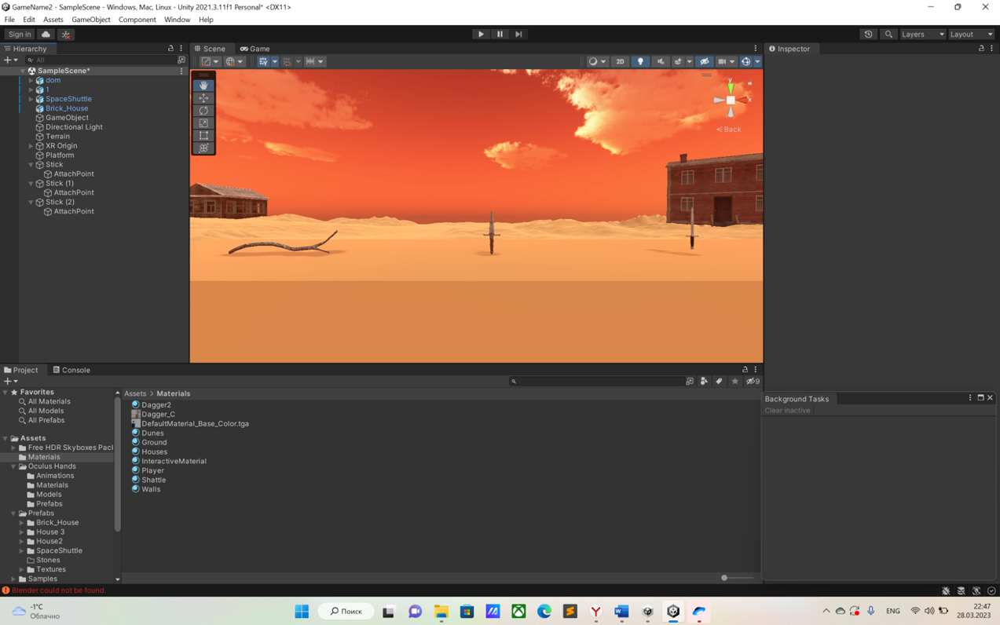 GameName2 - SampleScene - Windows, Mac, Linux - Unity 2021.3.11f1 Personal* <DX11>
File Edit Assets GameObject Component Window Help
Sign in
Layers
Layout
Hierarchy
All
SampleScene*
dom
1
SpaceShuttle
Brick_House
GameObject
Directional Light
Terrain
XR Origin
Platform
Stick
AttachPoint
Stick (1)
AttachPoint
Stick (2)
AttachPoint
Scene Game
2D
y
x
Back
Inspector
Project Console
9
Favorites
All Materials
All Models
All Prefabs
Assets
Free HDR Skyboxes Pack
Materials
Oculus Hands
Animations
Materials
Models
Prefabs
Prefabs
Brick_House
House 3
House2
SpaceShuttle
Stones
Textures
Samples
Assets > Materials
Dagger2
Dagger_C
DefaultMaterial_Base_Color.tga
Dunes
Ground
Houses
InteractiveMaterial
Player
Shattle
Walls
Background Tasks
Clear inactive
Blender could not be found.
-1°C
Облачно
Поиск
ENG
22:47
28.03.2023